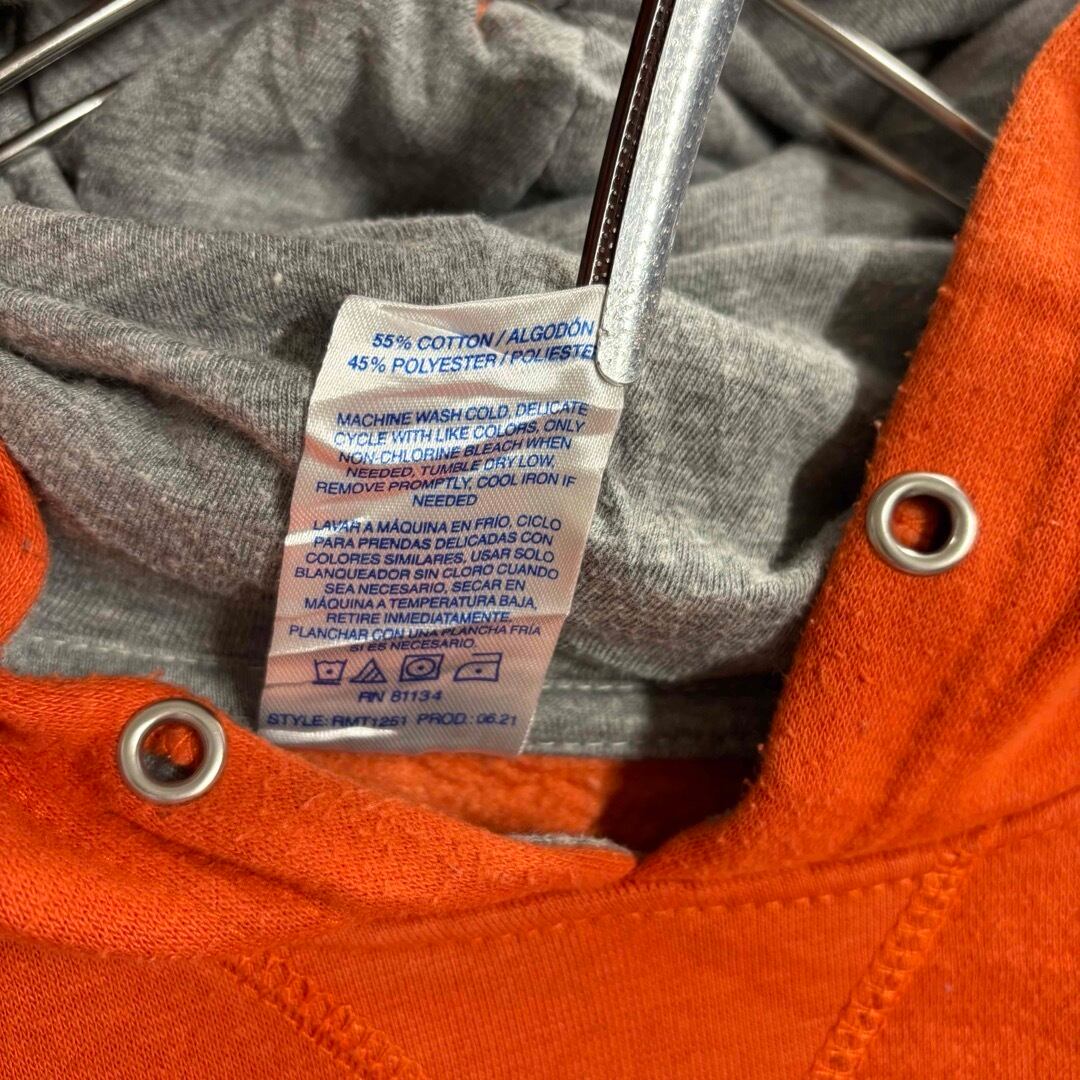 55% COTTON / ALGODÓN
45% POLYESTER / POLIESTE
MACHINE WASH COLD, DELICATE
CYCLE WITH LIKE COLORS, ONLY
NON-CHLORINE BLEACH WHEN
NEEDED, TUMBLE DRY LOW,
REMOVE PROMPTLY, COOL IRON IF
NEEDED
LAVAR A MÁQUINA EN FRÍO, CICLO
PARA PRENDAS DELICADAS CON
COLORES SIMILARES, USAR SOLO
BLANQUEADOR SIN CLORO CUANDO
SEA NECESARIO, SECAR EN
MÁQUINA A TEMPERATURA BAJA,
RETIRE INMEDIATAMENTE,
PLANCHAR CON UNA PLANCHA FRÍA
SI ES NECESARIO.
RN 81134
STYLE: RMT1251 PROD.: 06.21